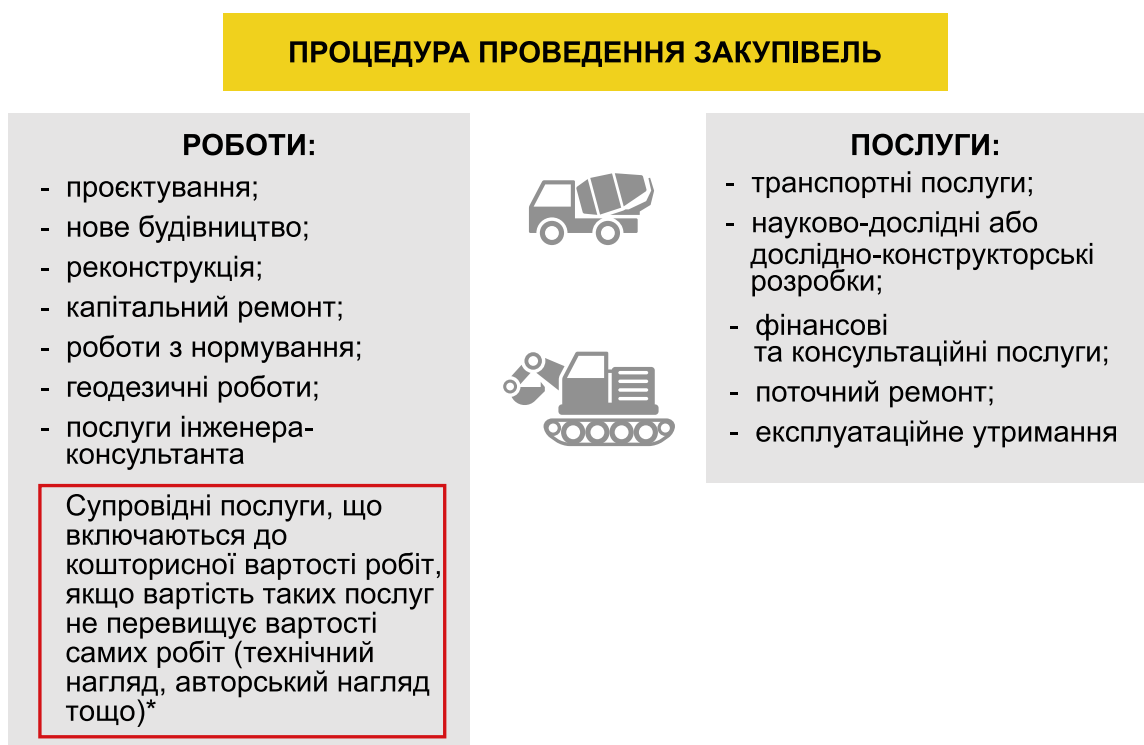 ПРОЦЕДУРА ПРОВЕДЕННЯ ЗАКУПІВЕЛЬ
РОБОТИ:
- проєктування;
- нове будівництво;
- реконструкція;
- капітальний ремонт;
- роботи з нормування;
- геодезичні роботи;
- послуги інженера-
консультанта
Супровідні послуги, що
включаються до
кошторисної вартості робіт,
якщо вартість таких послуг
не перевищує вартості
самих робіт (технічний
нагляд, авторський нагляд
тощо)*
ПОСЛУГИ:
- транспортні послуги;
- науково-дослідні або
дослідно-конструкторські
розробки;
- фінансові
та консультаційні послуги;
- поточний ремонт;
- експлуатаційне утримання